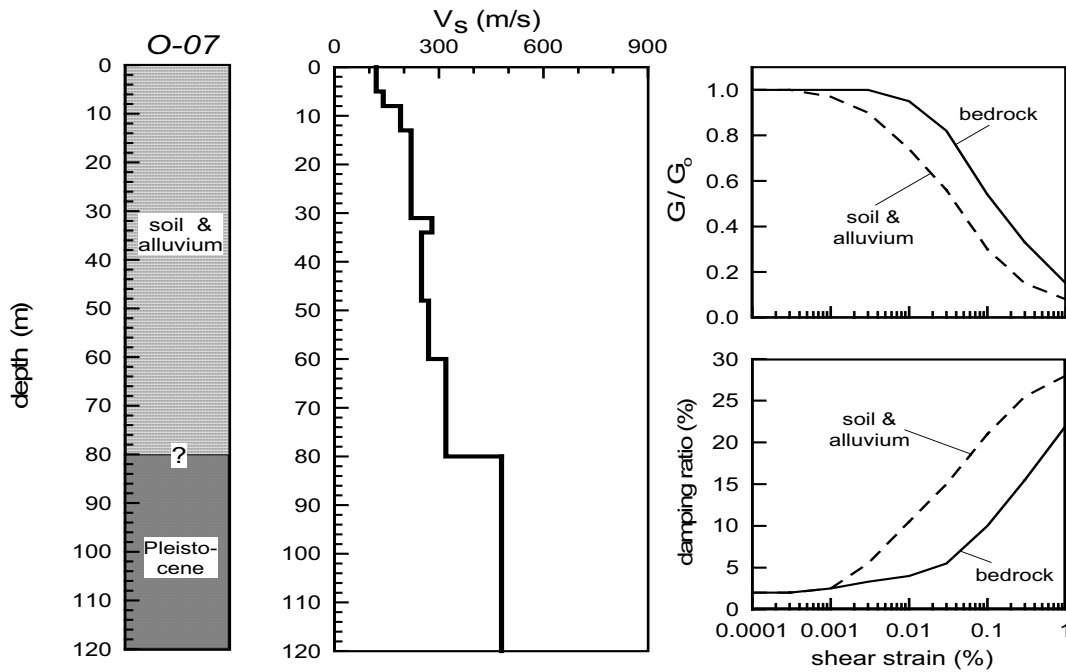 O-07
depth (m)
0
10
20
30
40
50
60
70
80
90
100
110
120
soil &
alluvium
?
Pleisto-
cene
V_S (m/s)
0 300 600 900
0
10
20
30
40
50
60
70
80
90
100
110
120
G/G_o
1.0
0.8
0.6
0.4
0.2
0.0
bedrock
soil &
alluvium
damping ratio (%)
30
25
20
15
10
5
0
soil &
alluvium
bedrock
0.0001 0.001 0.01 0.1 1
shear strain (%)